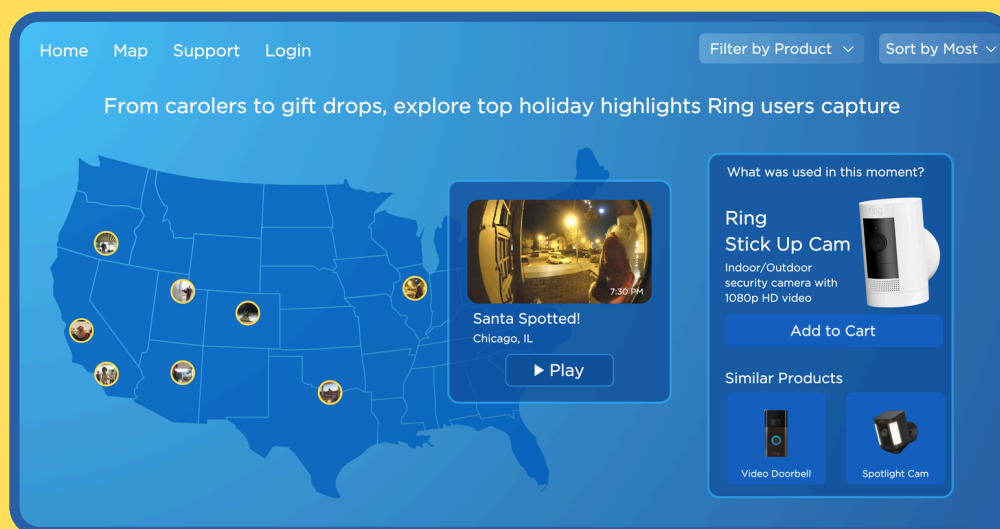 Home Map Support Login Filter by Product Sort by Most
From carolers to gift drops, explore top holiday highlights Ring users capture
7:30 PM
Santa Spotted!
Chicago, IL
Play
What was used in this moment?
Ring
Stick Up Cam
Indoor/Outdoor
security camera with
1080p HD video
ring
Add to Cart
Similar Products
Video Doorbell Spotlight Cam